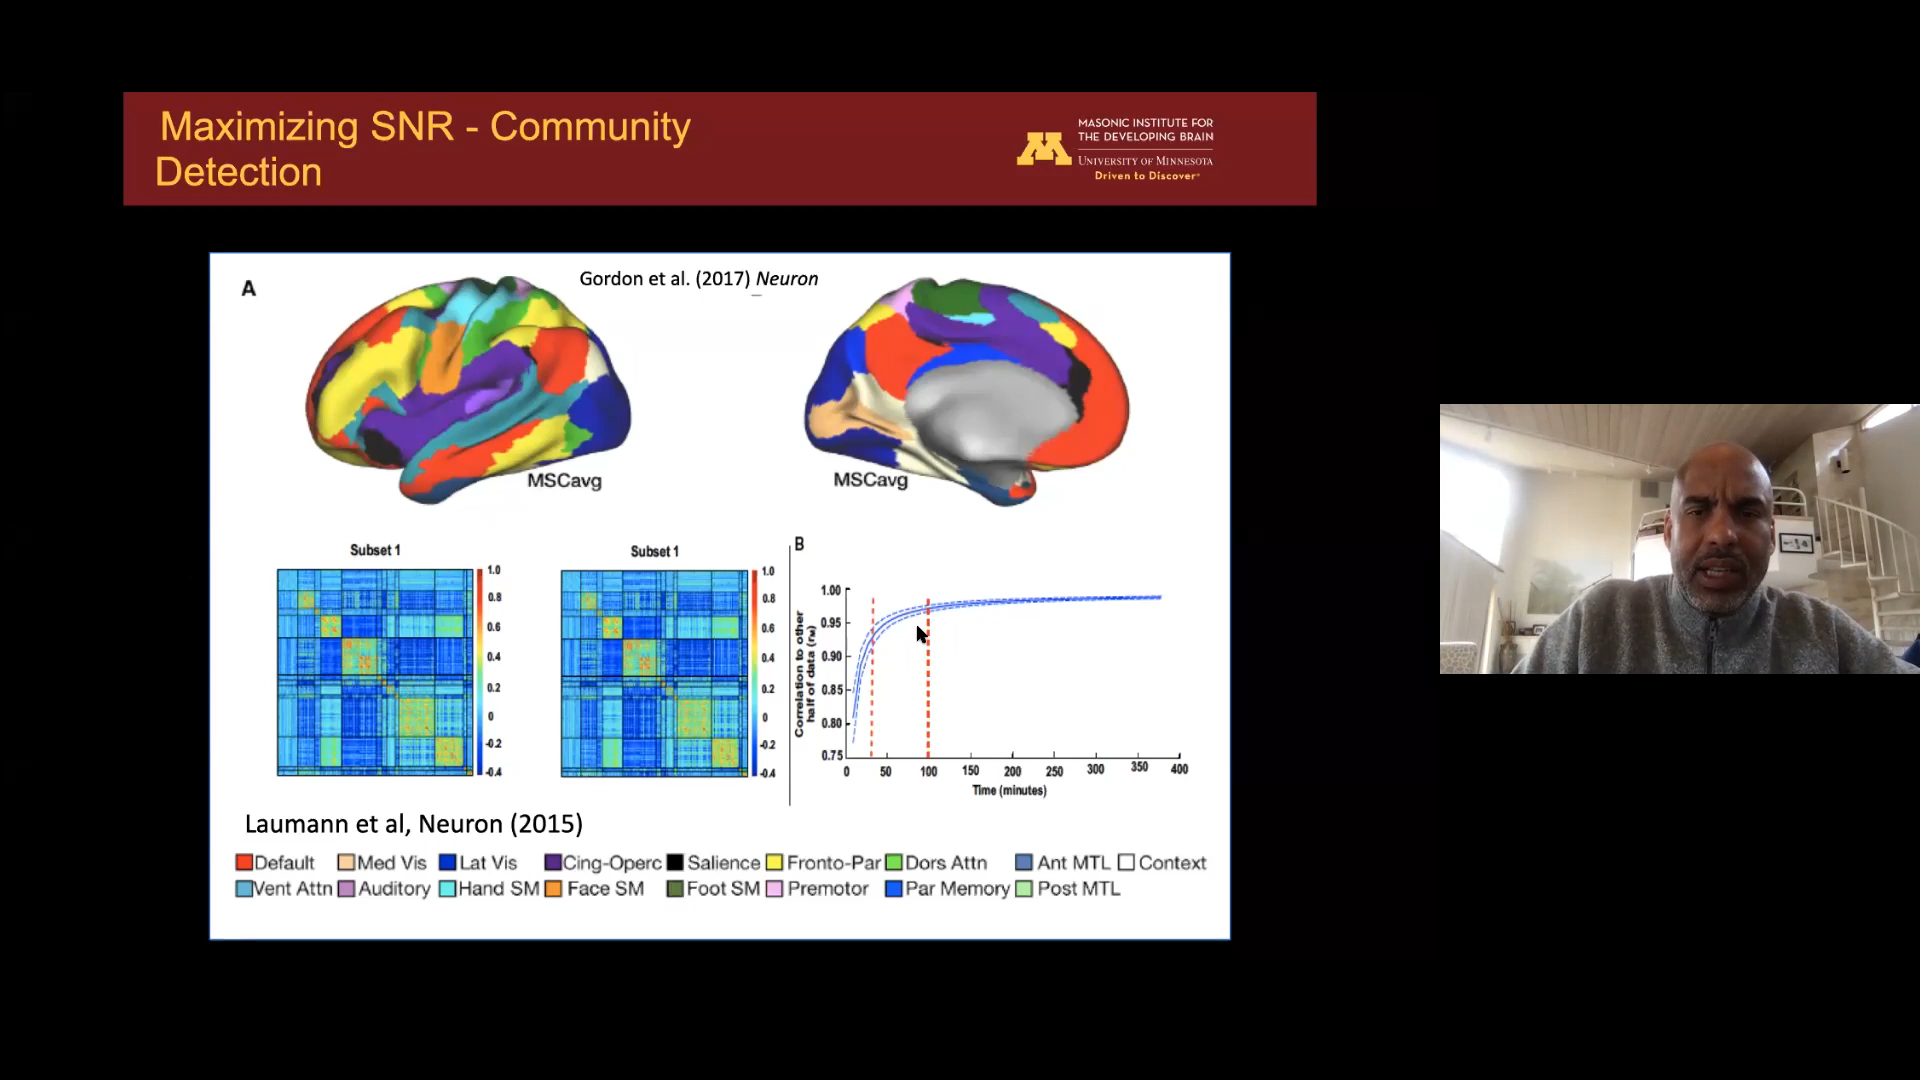 Maximizing SNR - Community
Detection
MASONIC INSTITUTE FOR
THE DEVELOPING BRAIN
UNIVERSITY OF MINNESOTA
Driven to Discover
A
Gordon et al. (2017) Neuron
MSCavg
MSCavg
Subset 1
1.0
0.8
0.6
0.4
0.2
0
-0.2
-0.4
Subset 1
1.0
0.8
0.6
0.4
0.2
0
-0.2
-0.4
B
Correlation to other
half of data (rM)
1.00
0.95
0.90
0.85
0.80
0.75
0 50 100 150 200 250 300 350 400
Time (minutes)
Laumann et al, Neuron (2015)
Default Med Vis Lat Vis Cing-Operc Salience Fronto-Par Dors Attn Ant MTL Context
Vent Attn Auditory Hand SM Face SM Foot SM Premotor Par Memory Post MTL